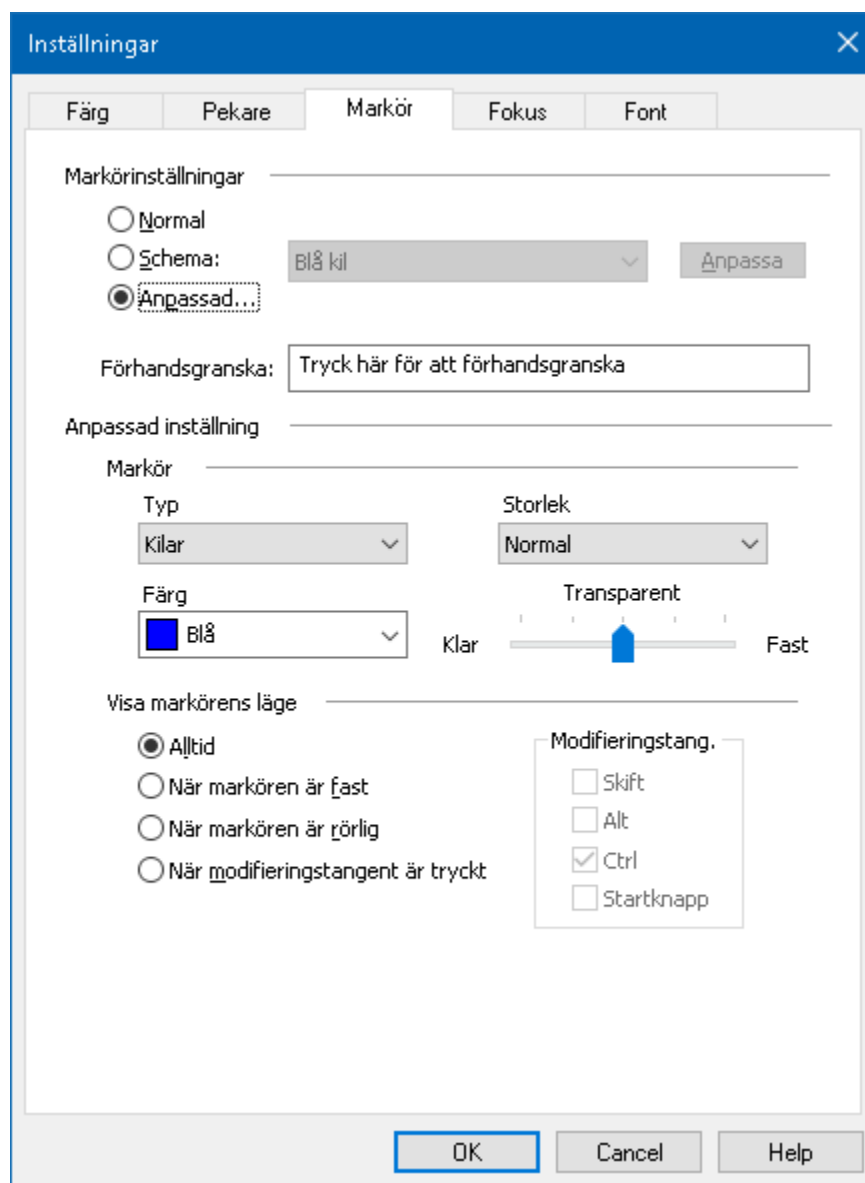 Inställningar
Färg Pekare Markör Fokus Font
Markörinställningar
Normal
Schema: Blå kil Anpassa
Anpassad...
Förhandsgranska: Tryck här för att förhandsgranska
Anpassad inställning
Markör
Typ Storlek
Kilar Normal
Färg Transparent
Blå Klar Fast
Visa markörens läge
Alltid Modifieringstang.
När markören är fast Skift
När markören är rörlig Alt
När modifieringstangent är tryckt Ctrl
Startknapp
OK Cancel Help